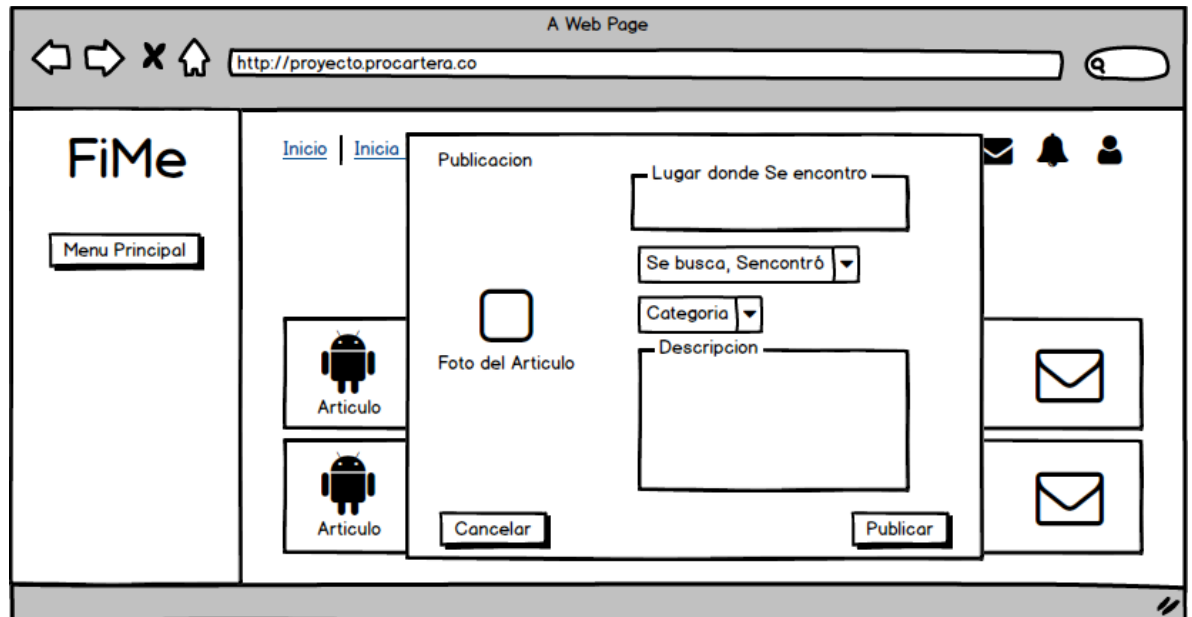 A Web Page
http://proyecto.procartera.co
FiMe
Menu Principal
Inicio
Inicia
Publicacion
Lugar donde Se encontro
Se busca, Sencontró
Categoria
Foto del Articulo
Descripcion
Articulo
Articulo
Cancelar
Publicar